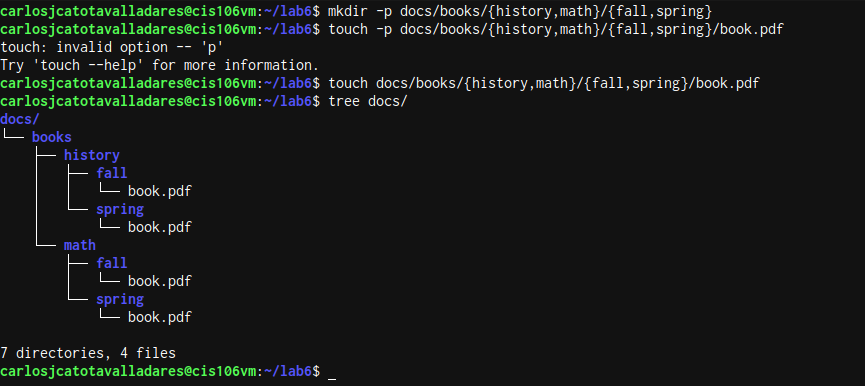 carlosjcatotavalladares@cis106vm:~/lab6$ mkdir -p docs/books/{history,math}/{fall,spring}
carlosjcatotavalladares@cis106vm:~/lab6$ touch -p docs/books/{history,math}/{fall,spring}/book.pdf
touch: invalid option -- 'p'
Try 'touch --help' for more information.
carlosjcatotavalladares@cis106vm:~/lab6$ touch docs/books/{history,math}/{fall,spring}/book.pdf
carlosjcatotavalladares@cis106vm:~/lab6$ tree docs/
docs/
└── books
    ├── history
    │   ├── fall
    │   │   └── book.pdf
    │   └── spring
    │       └── book.pdf
    └── math
        ├── fall
        │   └── book.pdf
        └── spring
            └── book.pdf

7 directories, 4 files
carlosjcatotavalladares@cis106vm:~/lab6$ _